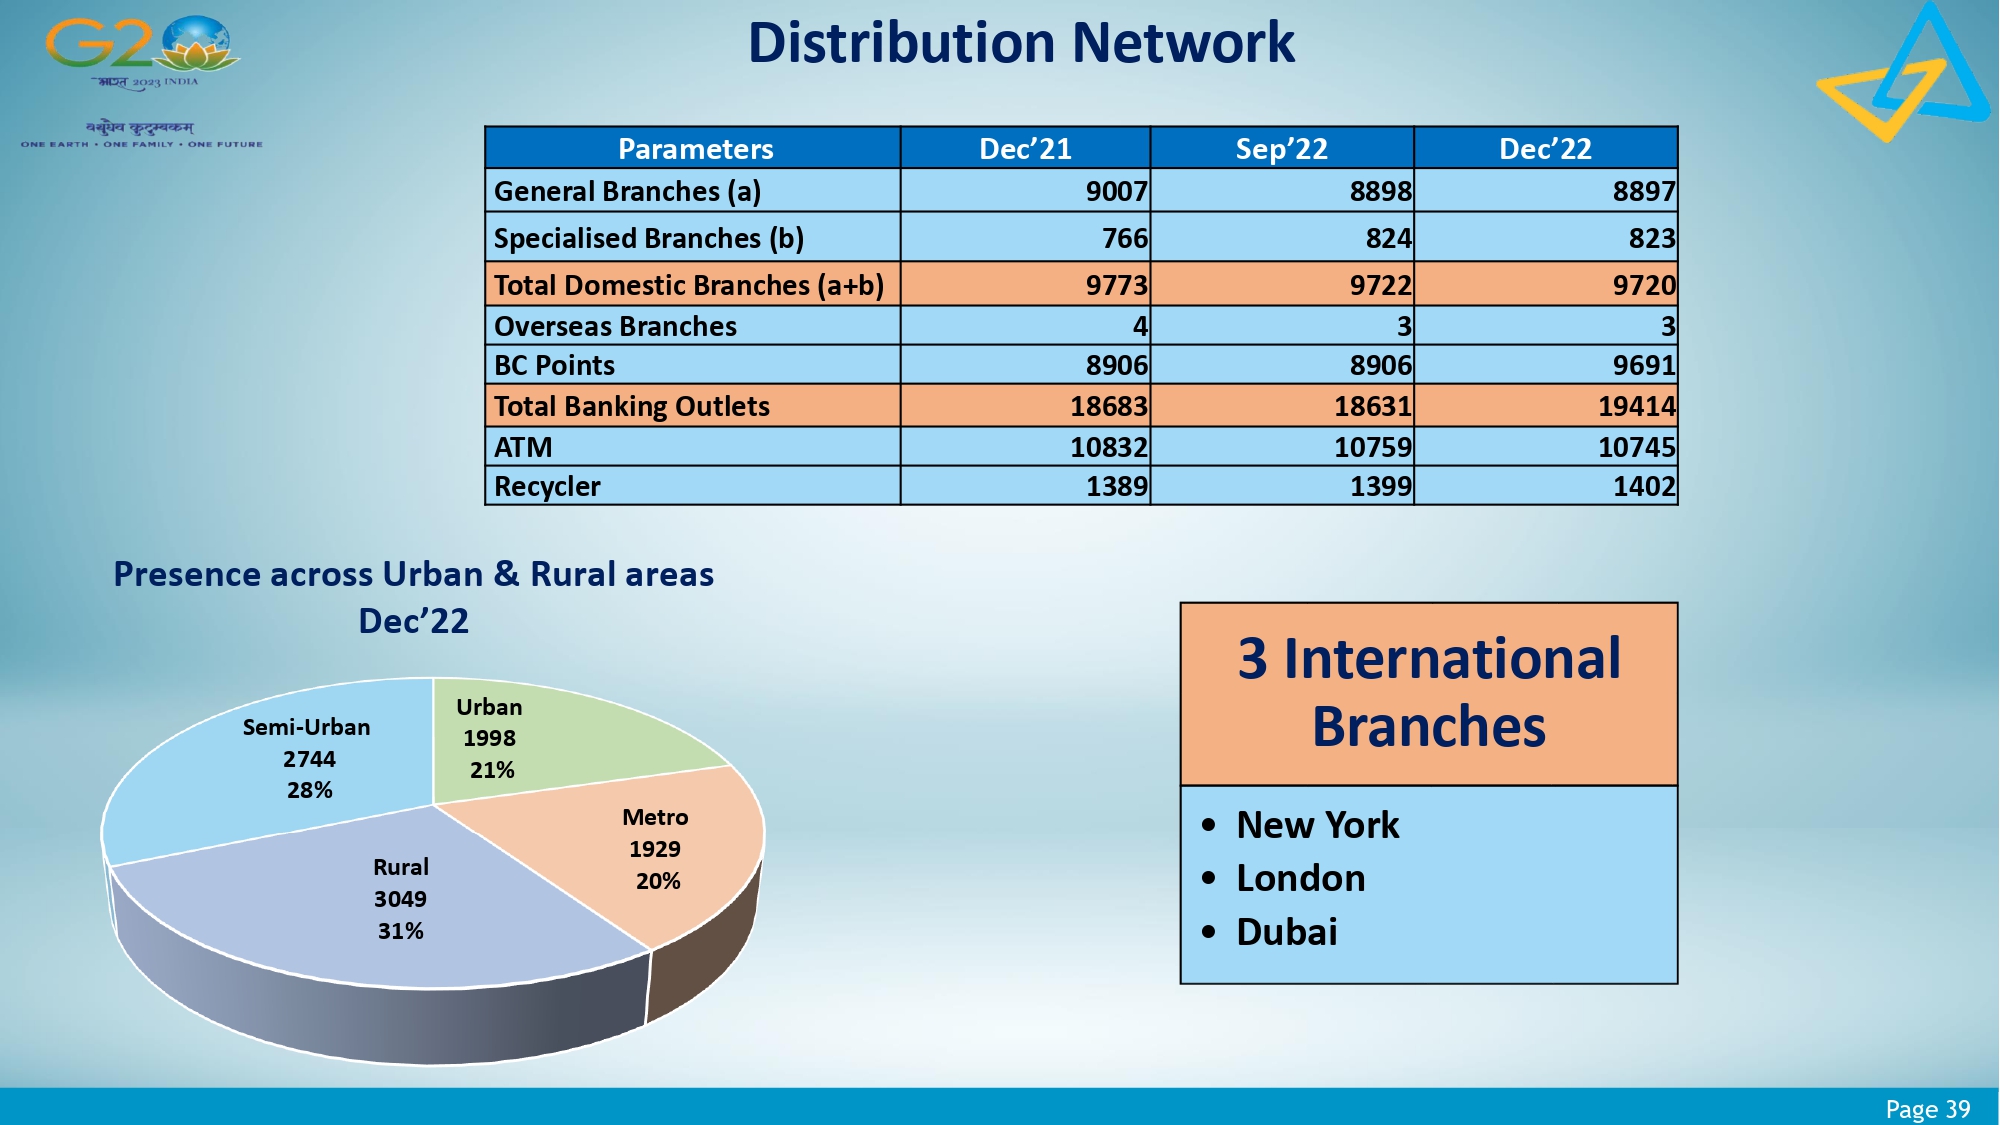 G20
भारत 2023 INDIA
वसुधैव कुटुम्बकम्
ONE EARTH • ONE FAMILY • ONE FUTURE
Distribution Network
Parameters Dec’21 Sep’22 Dec’22
General Branches (a) 9007 8898 8897
Specialised Branches (b) 766 824 823
Total Domestic Branches (a+b) 9773 9722 9720
Overseas Branches 4 3 3
BC Points 8906 8906 9691
Total Banking Outlets 18683 18631 19414
ATM 10832 10759 10745
Recycler 1389 1399 1402
Presence across Urban & Rural areas
Dec’22
Urban
1998
21%
Metro
1929
20%
Rural
3049
31%
Semi-Urban
2744
28%
3 International
Branches
• New York
• London
• Dubai
Page 39